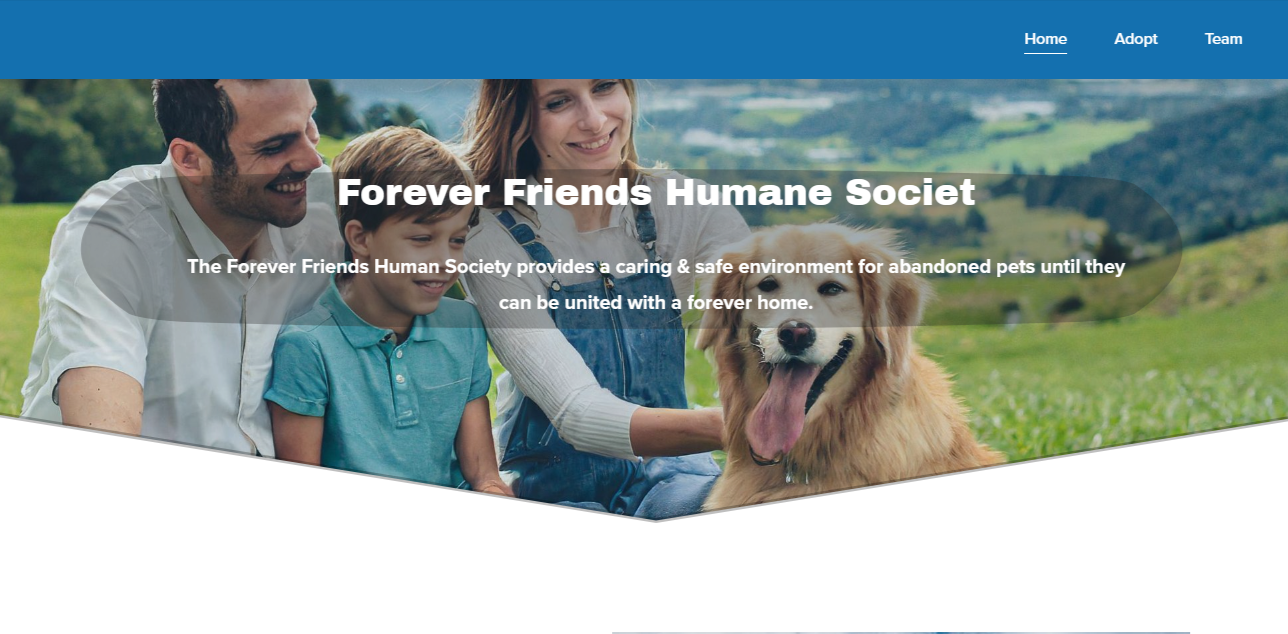 Home Adopt Team
Forever Friends Humane Societ
The Forever Friends Human Society provides a caring & safe environment for abandoned pets until they
can be united with a forever home.